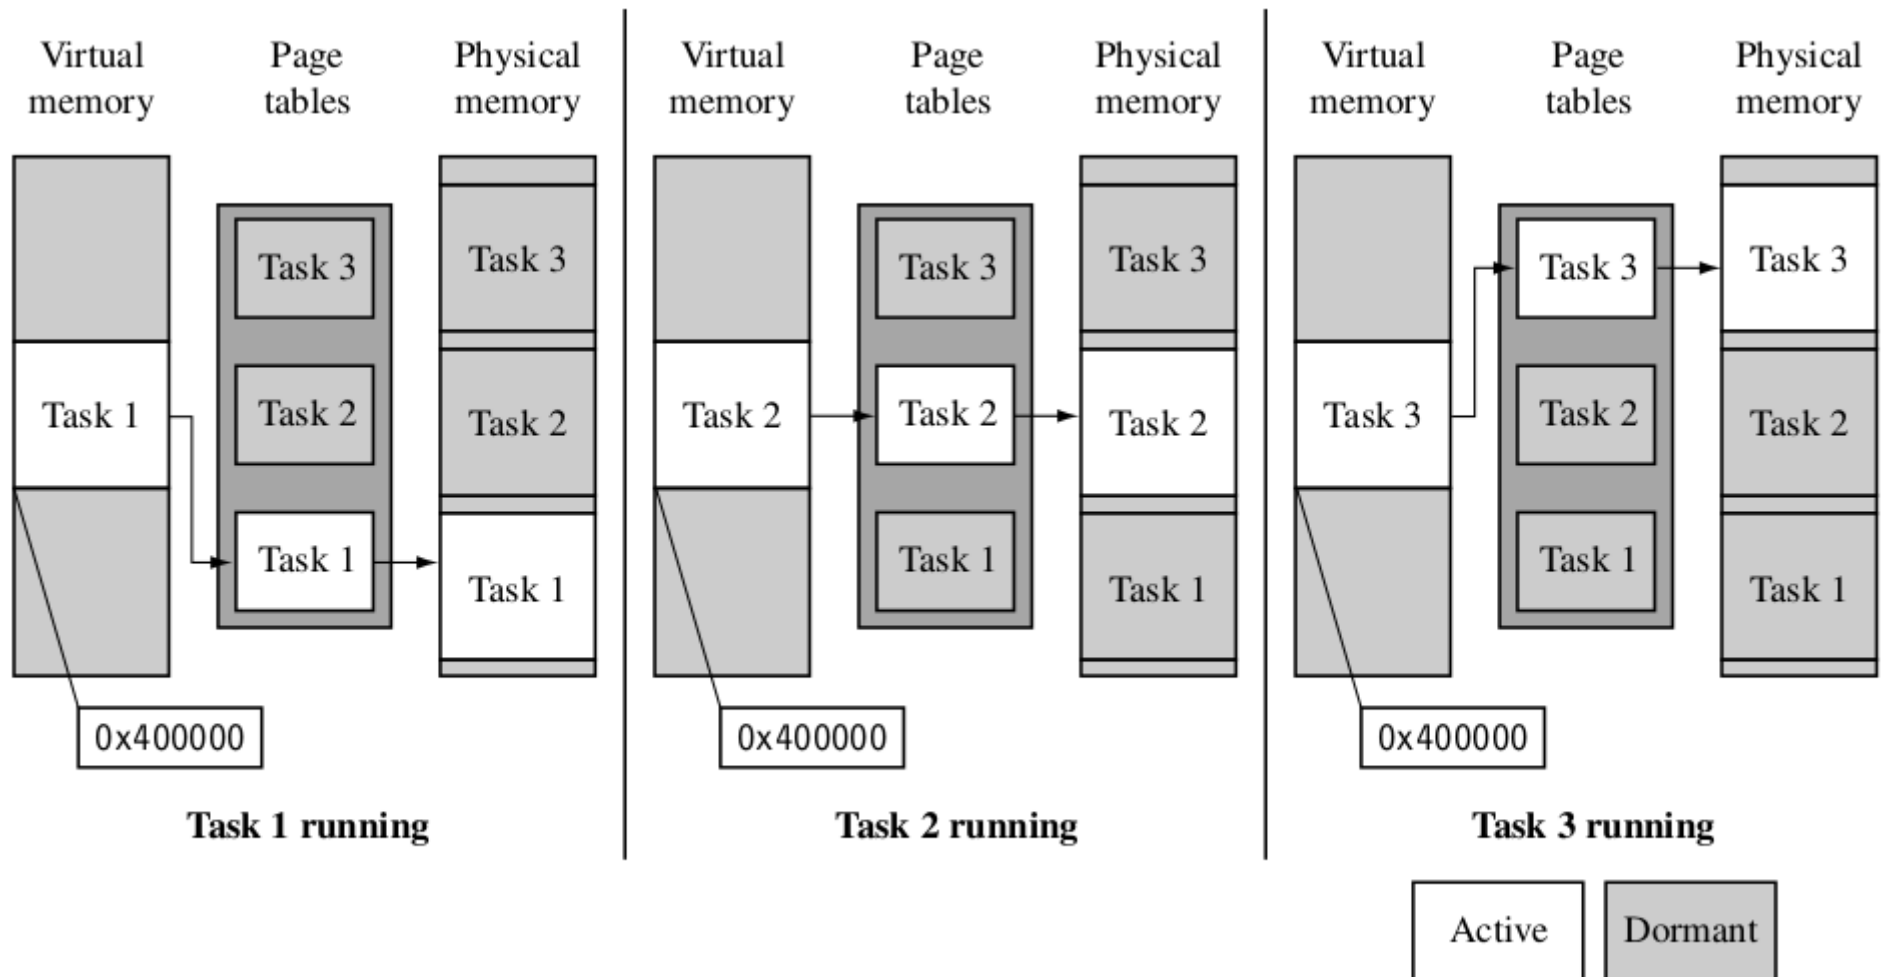 Virtual memory
Page tables
Physical memory
Task 1
Task 3
Task 2
Task 1
Task 3
Task 2
Task 1
0x400000
Task 1 running
Virtual memory
Page tables
Physical memory
Task 2
Task 3
Task 2
Task 1
Task 3
Task 2
Task 1
0x400000
Task 2 running
Virtual memory
Page tables
Physical memory
Task 3
Task 3
Task 2
Task 1
Task 3
Task 2
Task 1
0x400000
Task 3 running
Active
Dormant